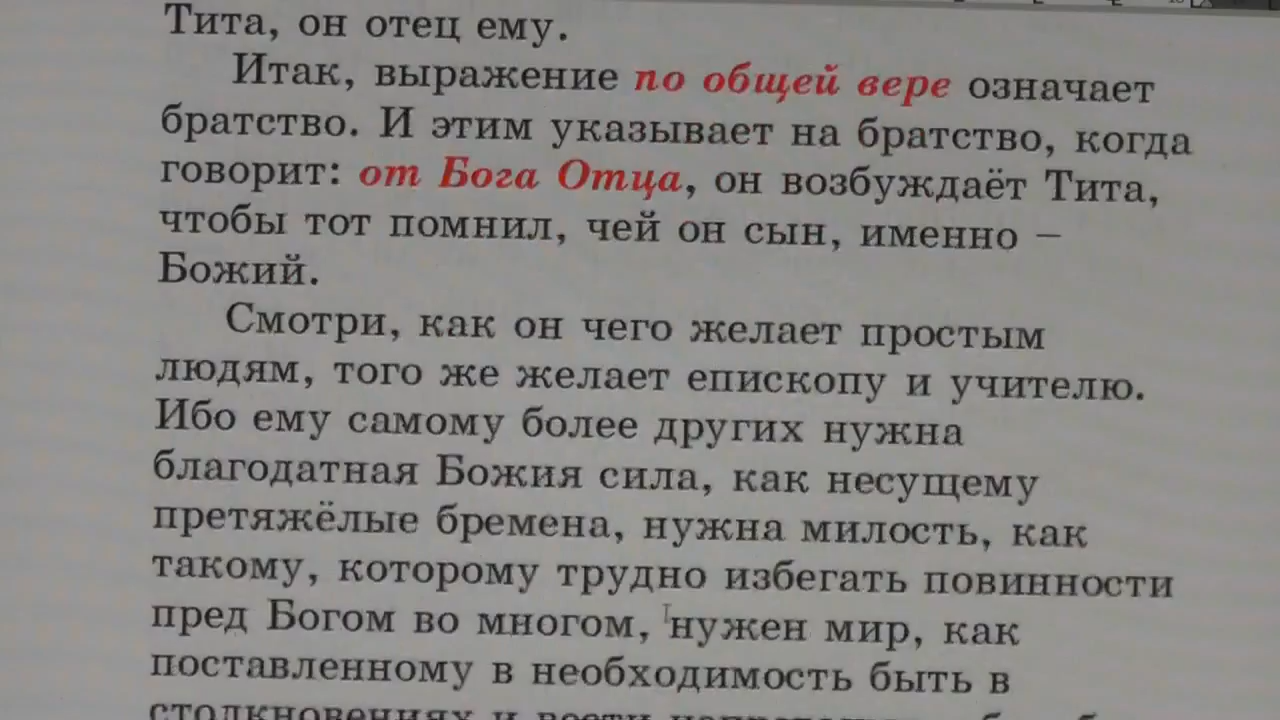 Тита, он отец ему.
Итак, выражение по общей вере означает
братство. И этим указывает на братство, когда
говорит: от Бога Отца, он возбуждаёт Тита,
чтобы тот помнил, чей он сын, именно –
Божий.
Смотри, как он чего желает простым
людям, того же желает епископу и учителю.
Ибо ему самому более других нужна
благодатная Божия сила, как несущему
претяжёлые бремена, нужна милость, как
такому, которому трудно избегать повинности
пред Богом во многом, нужен мир, как
поставленному в необходимость быть в
столкновениях и вести